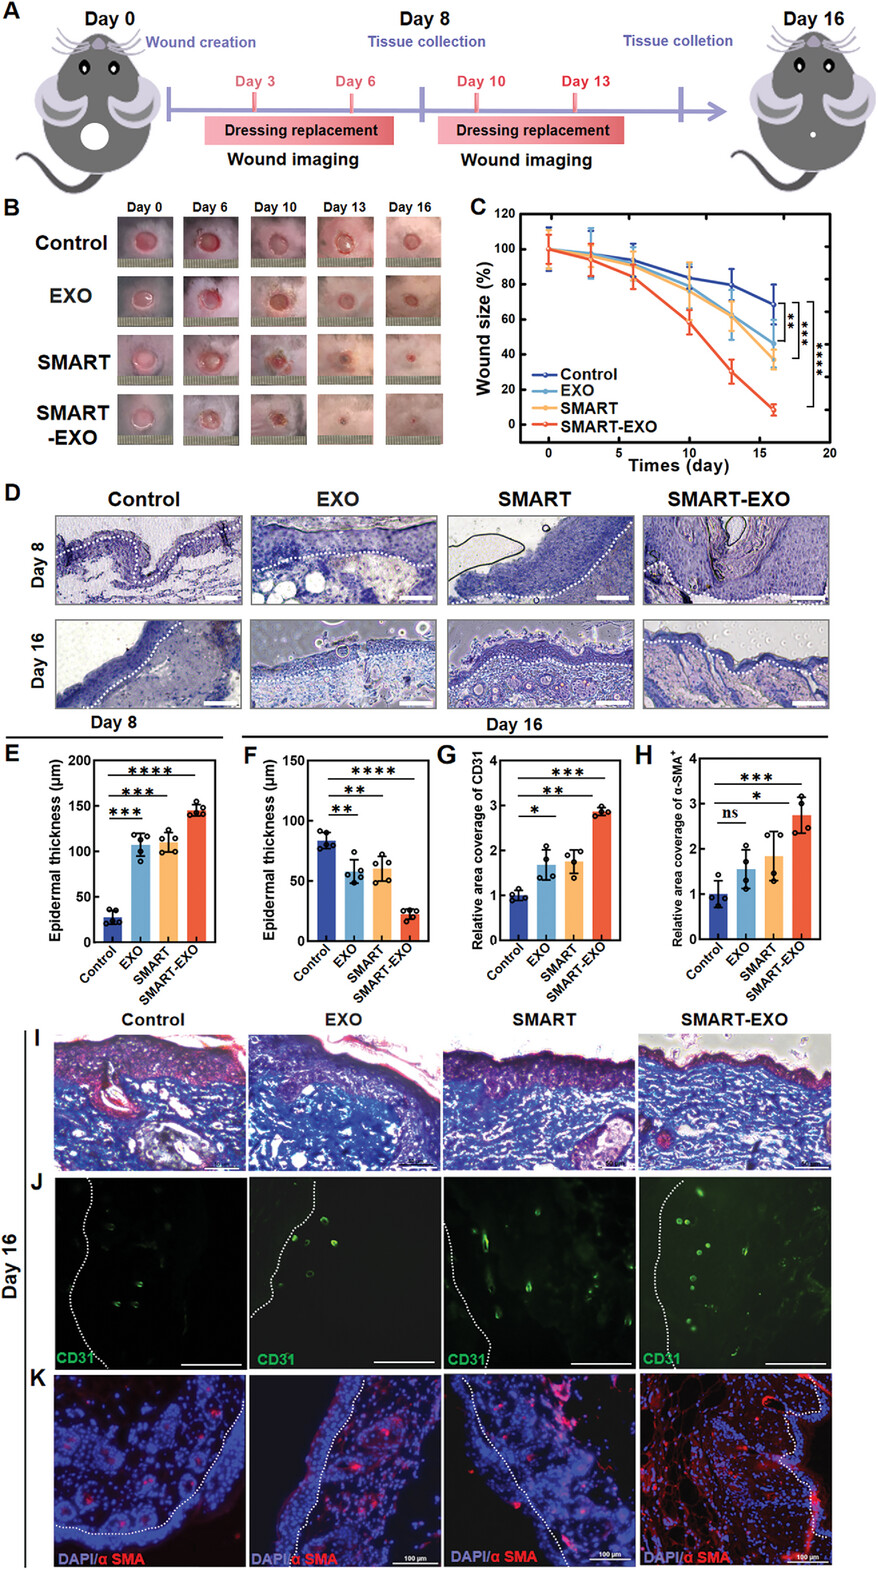 A
Day 0
Day 8
Day 16
Wound creation
Tissue collection
Tissue colletion
Day 3
Day 6
Day 10
Day 13
Dressing replacement
Dressing replacement
Wound imaging
Wound imaging
B
Day 0
Day 6
Day 10
Day 13
Day 16
Control
EXO
SMART
SMART
-EXO
C
120
100
80
60
40
20
0
Wound size (%)
Control
EXO
SMART
SMART-EXO
**
***
****
0
5
10
15
20
Times (day)
D
Control
EXO
SMART
SMART-EXO
Day 8
Day 16
Day 8
Day 16
E
Epidermal thickness (μm)
200
150
100
50
0
****
***
***
Control
EXO
SMART
SMART-EXO
F
Epidermal thickness (μm)
150
100
50
0
****
**
**
Control
EXO
SMART
SMART-EXO
G
Relative area coverage of CD31
4
3
2
1
0
***
**
*
Control
EXO
SMART
SMART-EXO
H
Relative area coverage of α-SMA+
4
3
2
1
0
***
*
ns
Control
EXO
SMART
SMART-EXO
Control
EXO
SMART
SMART-EXO
Day 16
I
J
CD31
CD31
CD31
CD31
K
DAPI/α SMA
DAPI/α SMA
100 μm
DAPI/α SMA
100 μm
DAPI/α SMA
100 μm